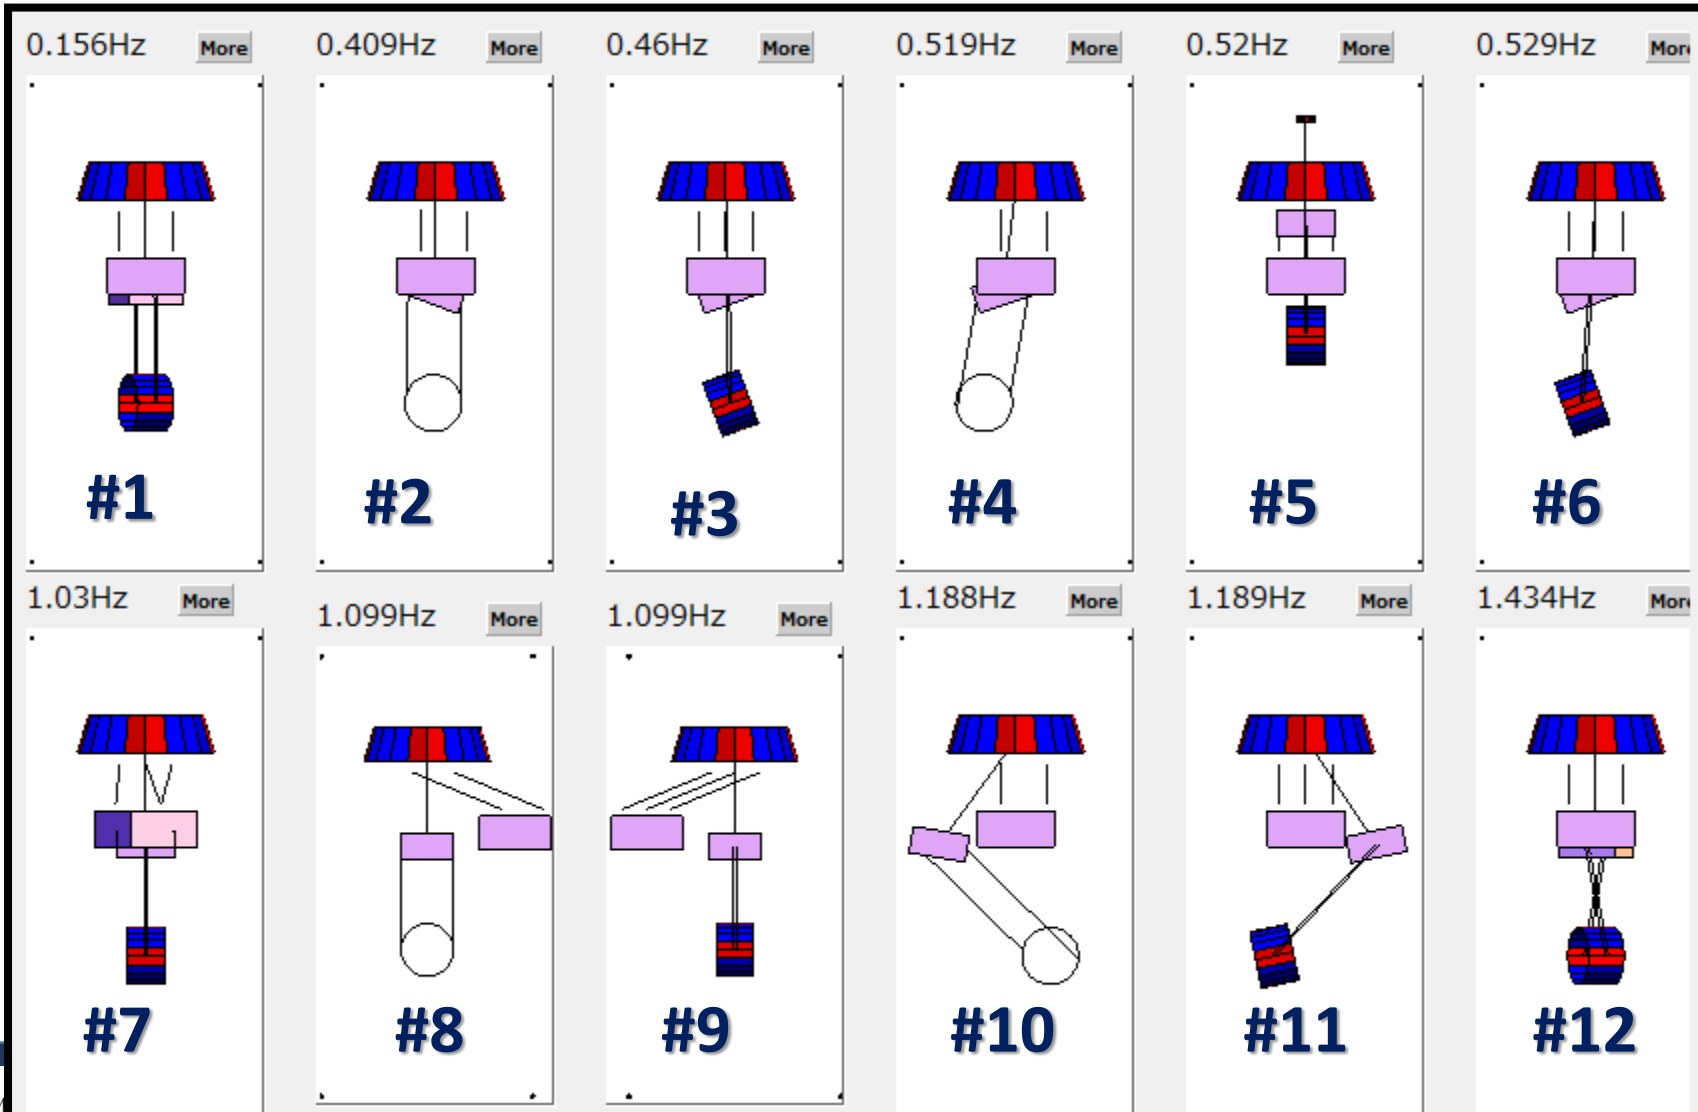 0.156Hz More 0.409Hz More 0.46Hz More 0.519Hz More 0.52Hz More 0.529Hz
#1 #2 #3 #4 #5 #6
1.03Hz More 1.099Hz More 1.099Hz More 1.188Hz More 1.189Hz More 1.434Hz
#7 #8 #9 #10 #11 #12